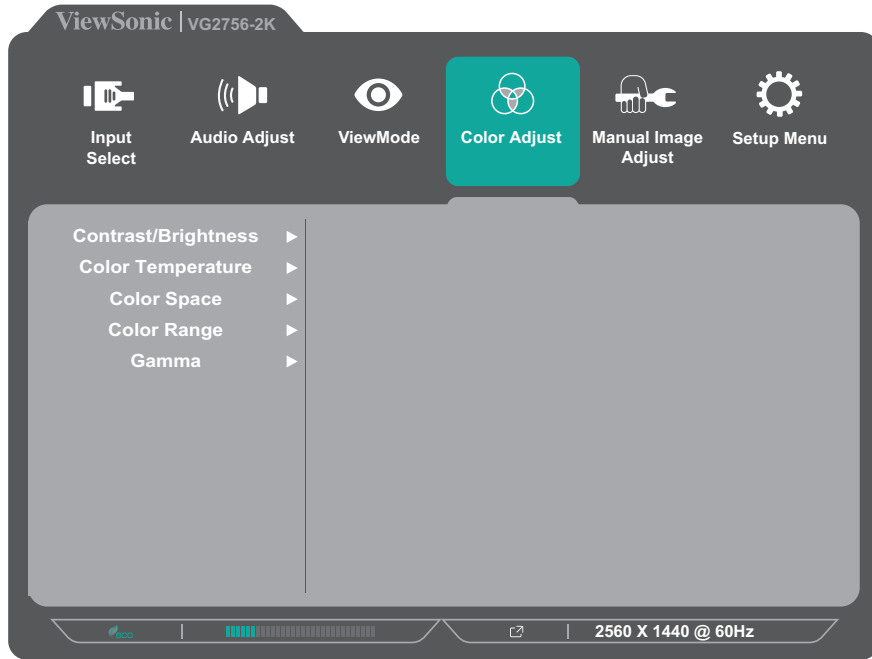 ViewSonic | VG2756-2K
Input
Select
Audio Adjust
ViewMode
Color Adjust
Manual Image
Adjust
Setup Menu
Contrast/Brightness
Color Temperature
Color Space
Color Range
Gamma
eco
2560 X 1440 @ 60Hz